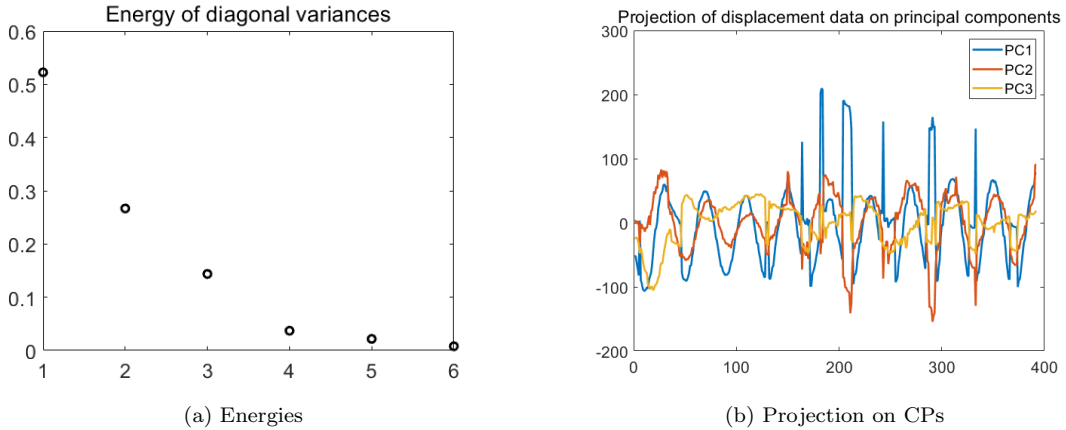 Energy of diagonal variances
0.6
0.5
0.4
0.3
0.2
0.1
0
1 2 3 4 5 6
(a) Energies
Projection of displacement data on principal components
300
200
100
0
-100
-200
0 100 200 300 400
PC1
PC2
PC3
(b) Projection on CPs